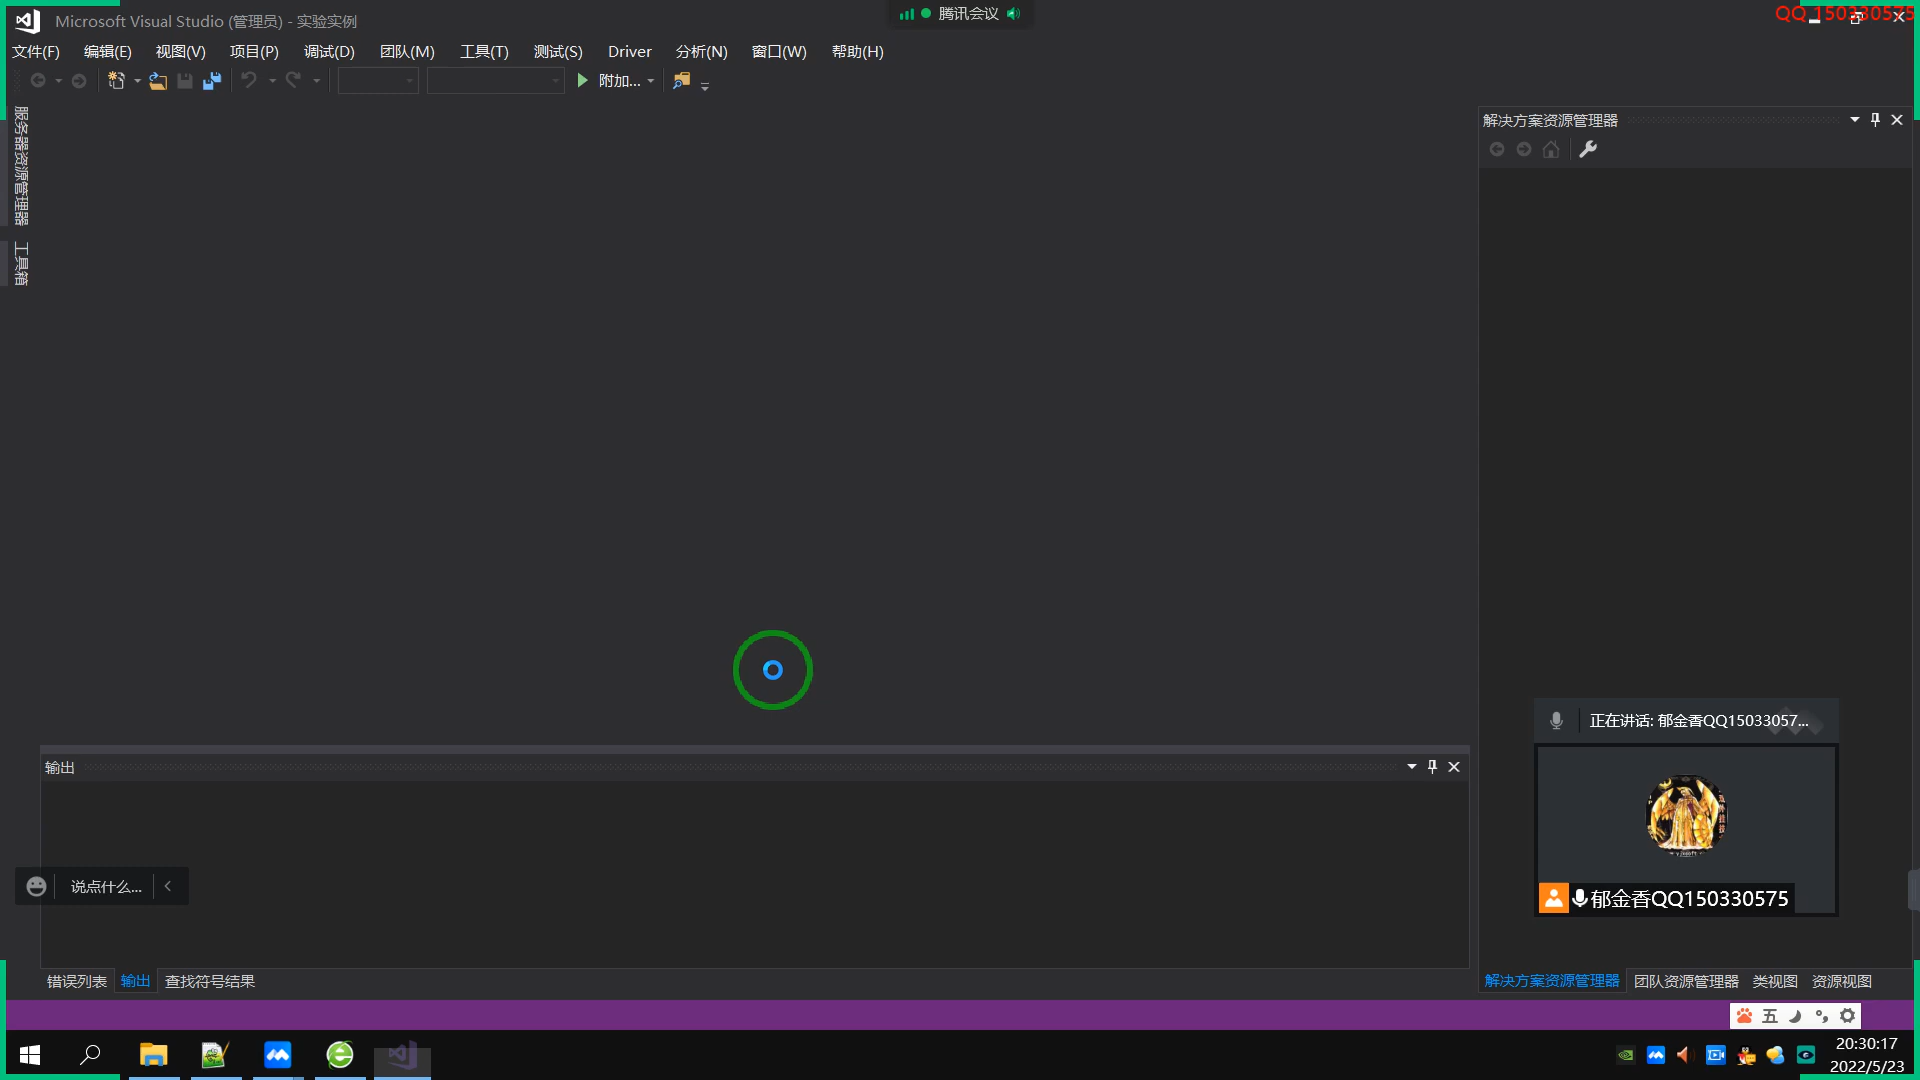 Microsoft Visual Studio (管理员) - 实验实例
腾讯会议
QQ 150330575
文件(F) 编辑(E) 视图(V) 项目(P) 调试(D) 团队(M) 工具(T) 测试(S) Driver 分析(N) 窗口(W) 帮助(H)
附加...
服务器资源管理器
工具箱
解决方案资源管理器
正在讲话: 郁金香QQ15033057...
郁金香QQ150330575
输出
说点什么...
错误列表 输出 查找符号结果
解决方案资源管理器 团队资源管理器 类视图 资源视图
五
20:30:17
2022/5/23